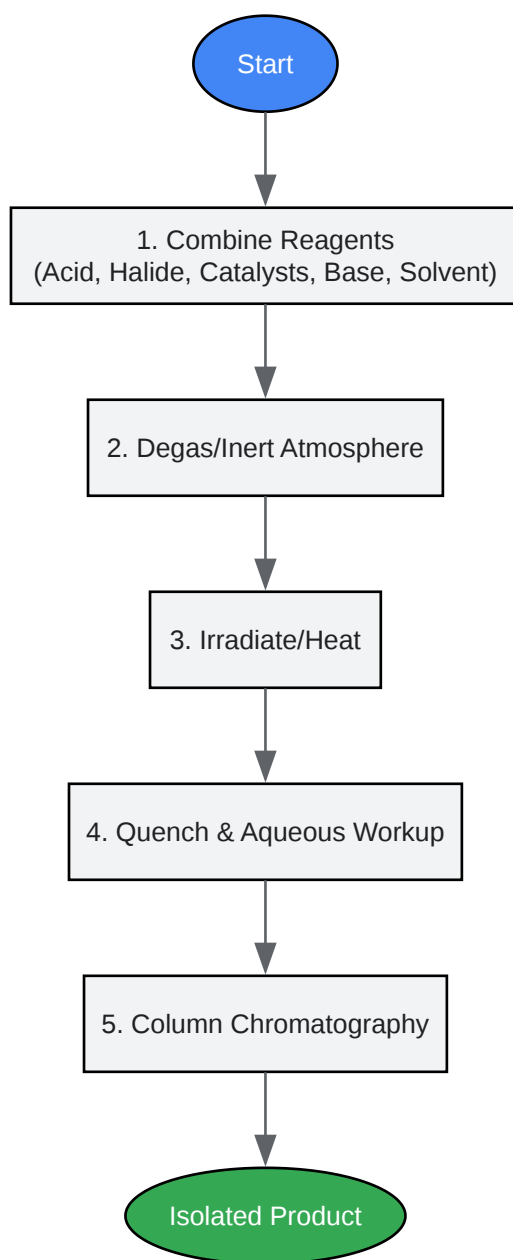 Start
1. Combine Reagents
(Acid, Halide, Catalysts, Base, Solvent)
2. Degas/Inert Atmosphere
3. Irradiate/Heat
4. Quench & Aqueous Workup
5. Column Chromatography
Isolated Product